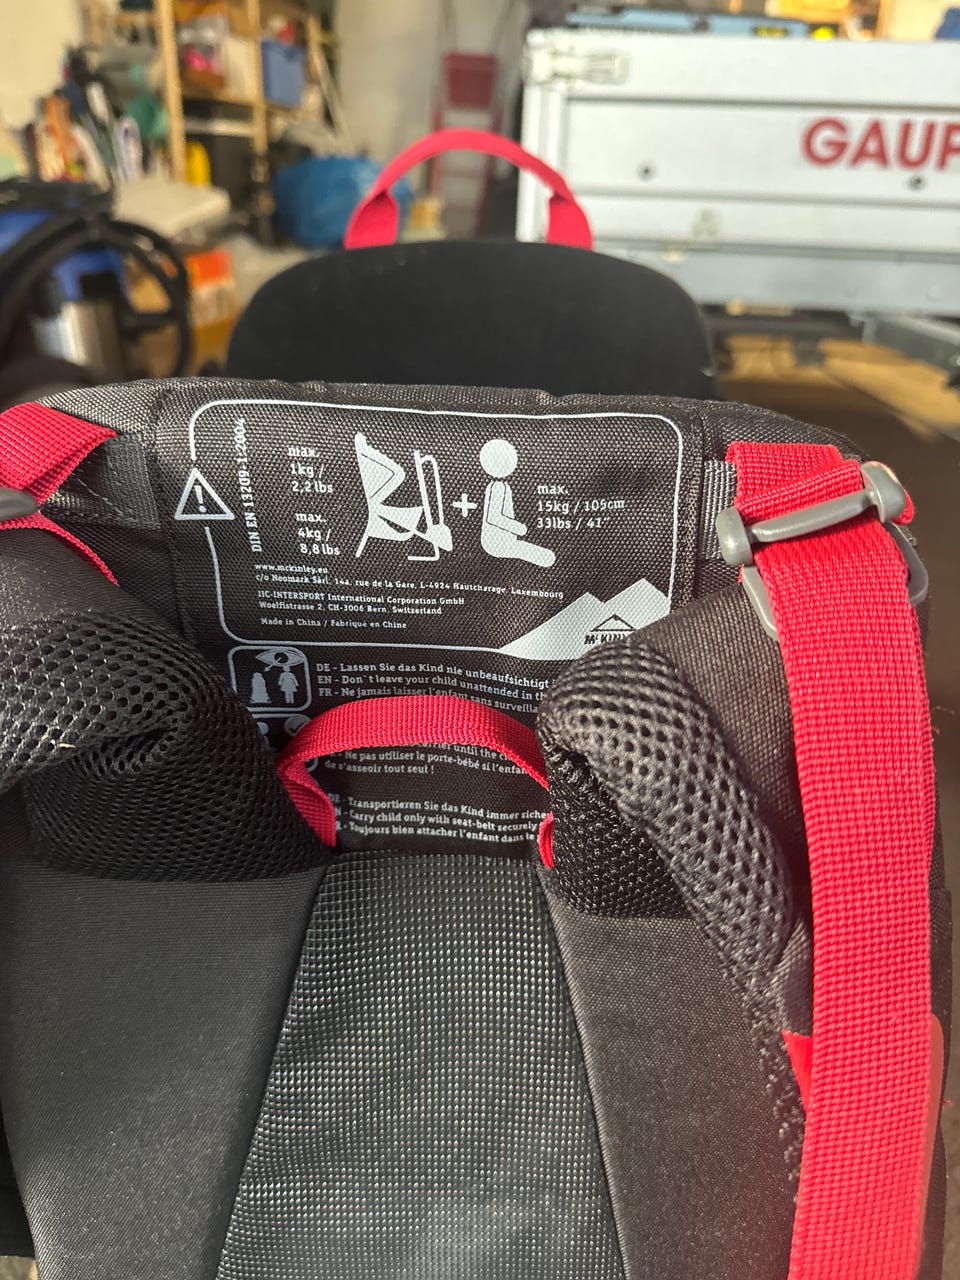 GAUP
DIN EN 13209-1:2004
max.
1kg /
2,2 lbs
max.
4kg /
8,8 lbs
+
max.
15kg / 105cm
33lbs / 41"
www.mckinley.eu
c/o Neomark Sàrl. 14a, rue de la Gare, L-4924 Hautcharage, Luxembourg
IIC-INTERSPORT International Corporation GmbH
Woelflistrasse 2, CH-3006 Bern, Switzerland
Made in China / Fabriqué en Chine
McKINL
DE - Lassen Sie das Kind nie unbeaufsichtigt
EN - Don't leave your child unattended in th
FR - Ne jamais laisser l'enfant sans surveilla
until the c
- Ne pas utiliser le porte-bébé si l'enfan
de s'asseoir tout seul !
- Transportieren Sie das Kind immer siche
- Carry child only with seat-belt securely
- Toujours bien attacher l'enfant dans le